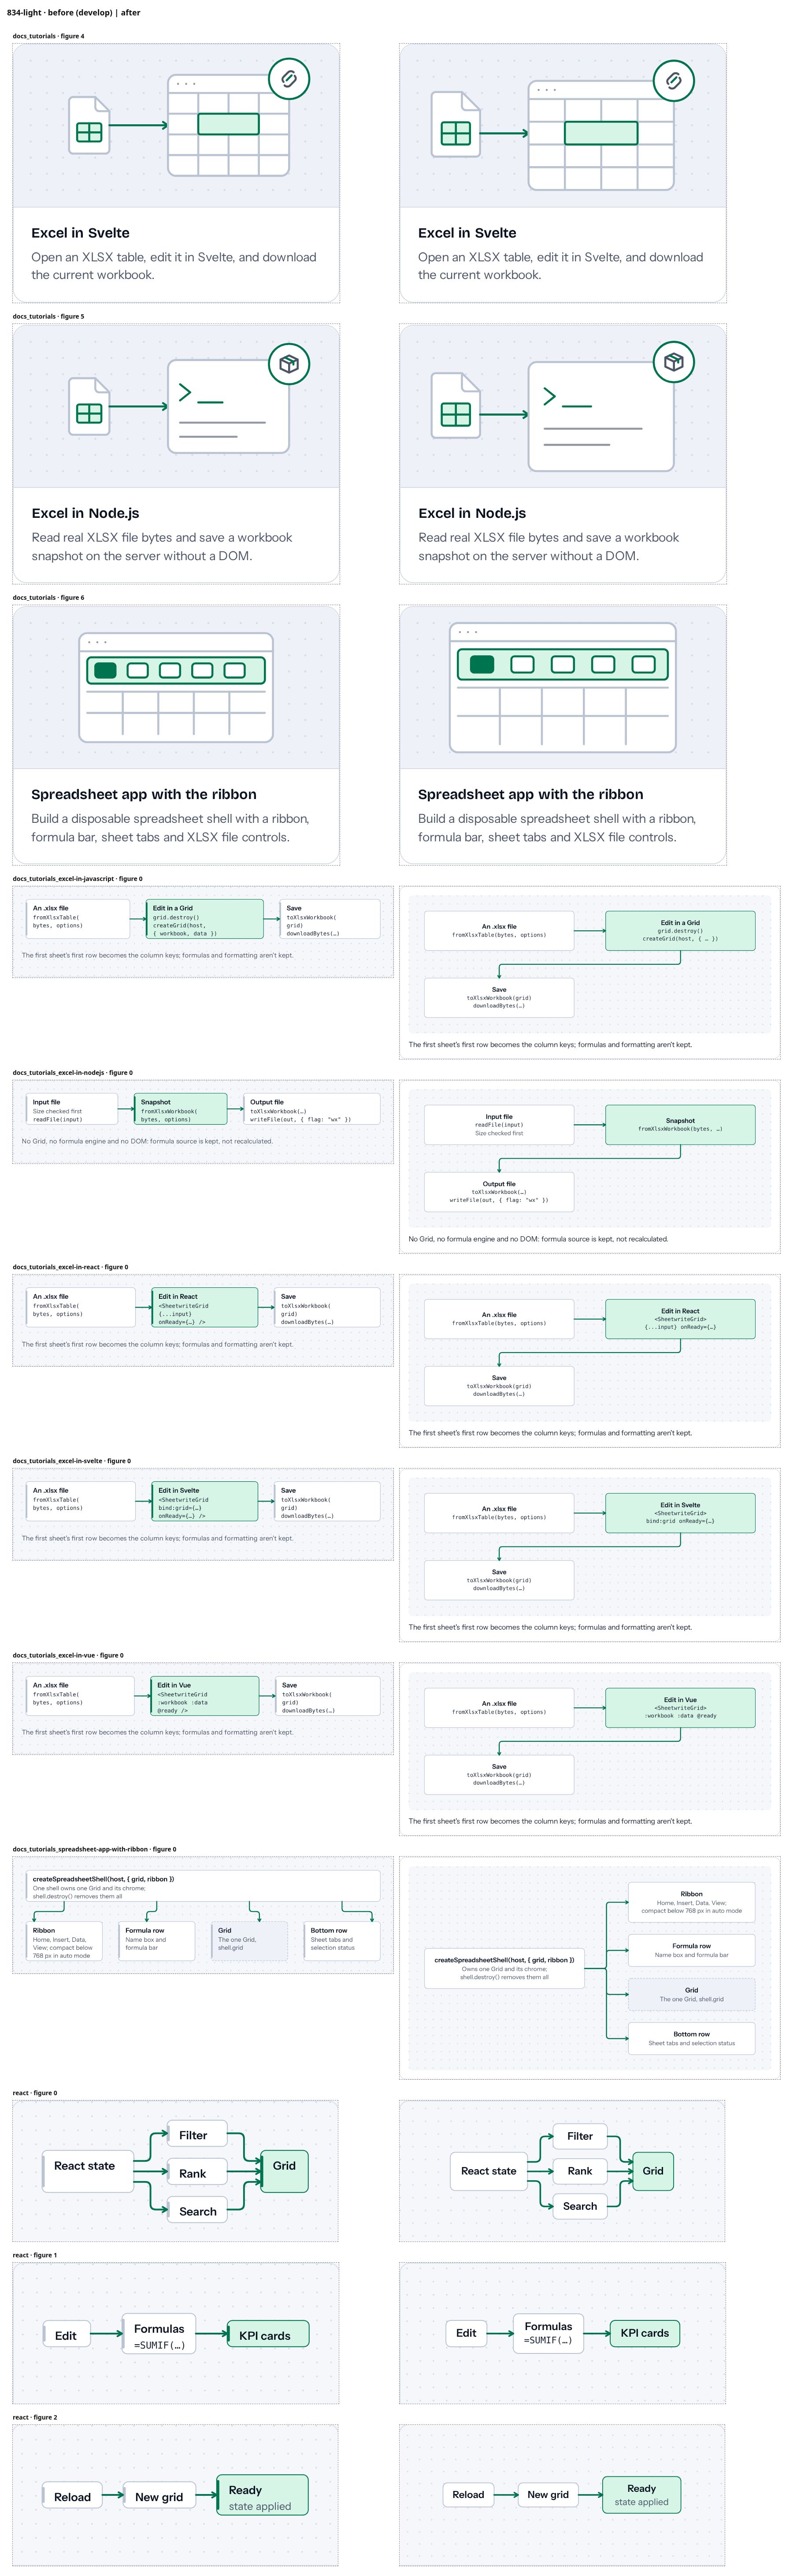 834-light · before (develop) | after
docs_tutorials · figure 4
Excel in Svelte
Open an XLSX table, edit it in Svelte, and download
the current workbook.
Excel in Svelte
Open an XLSX table, edit it in Svelte, and download
the current workbook.
docs_tutorials · figure 5
Excel in Node.js
Read real XLSX file bytes and save a workbook
snapshot on the server without a DOM.
Excel in Node.js
Read real XLSX file bytes and save a workbook
snapshot on the server without a DOM.
docs_tutorials · figure 6
Spreadsheet app with the ribbon
Build a disposable spreadsheet shell with a ribbon,
formula bar, sheet tabs and XLSX file controls.
Spreadsheet app with the ribbon
Build a disposable spreadsheet shell with a ribbon,
formula bar, sheet tabs and XLSX file controls.
docs_tutorials_excel-in-javascript · figure 0
An .xlsx file
fromXlsxTable(
bytes, options)
Edit in a Grid
grid.destroy()
createGrid(host,
{ workbook, data })
Save
toXlsxWorkbook(
grid)
downloadBytes(…)
The first sheet's first row becomes the column keys; formulas and formatting aren't kept.
An .xlsx file
fromXlsxTable(bytes, options)
Edit in a Grid
grid.destroy()
createGrid(host, { … })
Save
toXlsxWorkbook(grid)
downloadBytes(…)
The first sheet's first row becomes the column keys; formulas and formatting aren't kept.
docs_tutorials_excel-in-nodejs · figure 0
Input file
Size checked first
readFile(input)
Snapshot
fromXlsxWorkbook(
bytes, options)
Output file
toXlsxWorkbook(…)
writeFile(out, { flag: "wx" })
No Grid, no formula engine and no DOM: formula source is kept, not recalculated.
Input file
readFile(input)
Size checked first
Snapshot
fromXlsxWorkbook(bytes, …)
Output file
toXlsxWorkbook(…)
writeFile(out, { flag: "wx" })
No Grid, no formula engine and no DOM: formula source is kept, not recalculated.
docs_tutorials_excel-in-react · figure 0
An .xlsx file
fromXlsxTable(
bytes, options)
Edit in React
<SheetwriteGrid
{...input}
onReady={…} />
Save
toXlsxWorkbook(
grid)
downloadBytes(…)
The first sheet's first row becomes the column keys; formulas and formatting aren't kept.
An .xlsx file
fromXlsxTable(bytes, options)
Edit in React
<SheetwriteGrid>
{...input} onReady={…}
Save
toXlsxWorkbook(grid)
downloadBytes(…)
The first sheet's first row becomes the column keys; formulas and formatting aren't kept.
docs_tutorials_excel-in-svelte · figure 0
An .xlsx file
fromXlsxTable(
bytes, options)
Edit in Svelte
<SheetwriteGrid
bind:grid={…}
onReady={…} />
Save
toXlsxWorkbook(
grid)
downloadBytes(…)
The first sheet's first row becomes the column keys; formulas and formatting aren't kept.
An .xlsx file
fromXlsxTable(bytes, options)
Edit in Svelte
<SheetwriteGrid>
bind:grid onReady={…}
Save
toXlsxWorkbook(grid)
downloadBytes(…)
The first sheet's first row becomes the column keys; formulas and formatting aren't kept.
docs_tutorials_excel-in-vue · figure 0
An .xlsx file
fromXlsxTable(
bytes, options)
Edit in Vue
<SheetwriteGrid
:workbook :data
@ready />
Save
toXlsxWorkbook(
grid)
downloadBytes(…)
The first sheet's first row becomes the column keys; formulas and formatting aren't kept.
An .xlsx file
fromXlsxTable(bytes, options)
Edit in Vue
<SheetwriteGrid>
:workbook :data @ready
Save
toXlsxWorkbook(grid)
downloadBytes(…)
The first sheet's first row becomes the column keys; formulas and formatting aren't kept.
docs_tutorials_spreadsheet-app-with-ribbon · figure 0
createSpreadsheetShell(host, { grid, ribbon })
One shell owns one Grid and its chrome;
shell.destroy() removes them all
Ribbon
Home, Insert, Data,
View; compact below
768 px in auto mode
Formula row
Name box and
formula bar
Grid
The one Grid,
shell.grid
Bottom row
Sheet tabs and
selection status
createSpreadsheetShell(host, { grid, ribbon })
Owns one Grid and its chrome;
shell.destroy() removes them all
Ribbon
Home, Insert, Data, View;
compact below 768 px in auto mode
Formula row
Name box and formula bar
Grid
The one Grid, shell.grid
Bottom row
Sheet tabs and selection status
react · figure 0
React state
Filter
Rank
Search
Grid
React state
Filter
Rank
Search
Grid
react · figure 1
Edit
Formulas
=SUMIF(…)
KPI cards
Edit
Formulas
=SUMIF(…)
KPI cards
react · figure 2
Reload
New grid
Ready
state applied
Reload
New grid
Ready
state applied